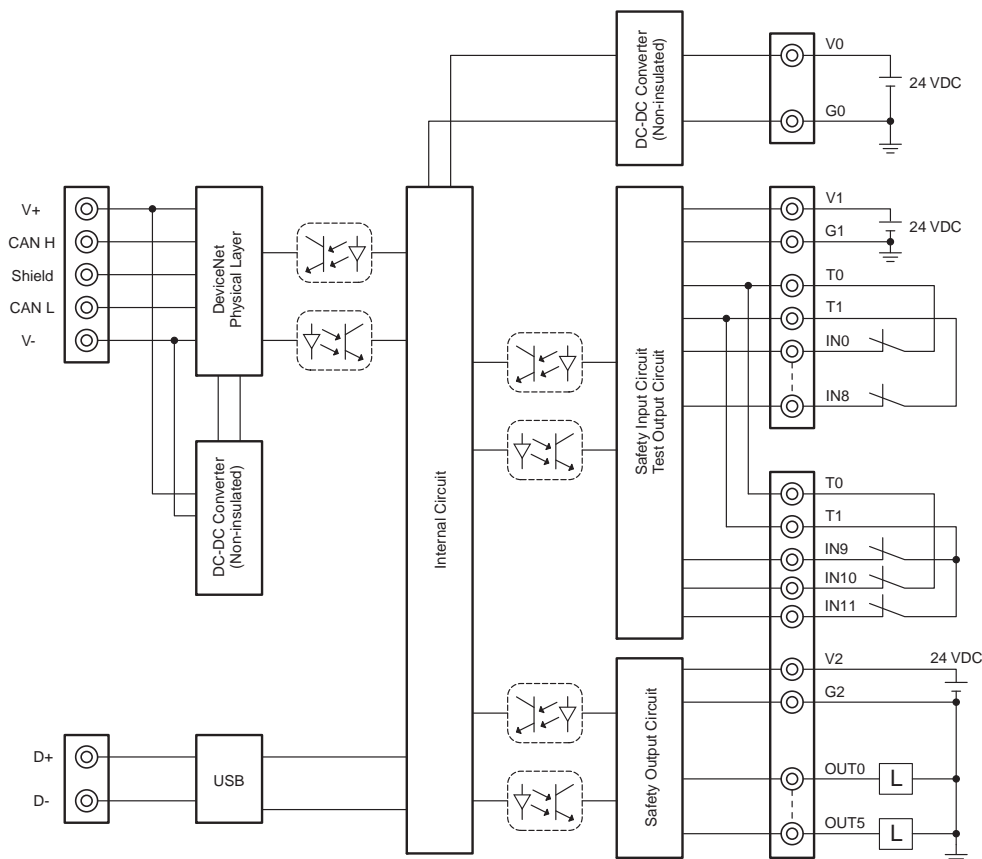 V+
CAN H
Shield
CAN L
V-
DeviceNet
Physical Layer
DC-DC Converter
(Non-insulated)
D+
D-
USB
Internal Circuit
DC-DC Converter
(Non-insulated)
V0
24 VDC
G0
Safety Input Circuit
Test Output Circuit
V1
24 VDC
G1
T0
T1
IN0
IN8
T0
T1
IN9
IN10
IN11
Safety Output Circuit
V2
24 VDC
G2
OUT0
L
OUT5
L